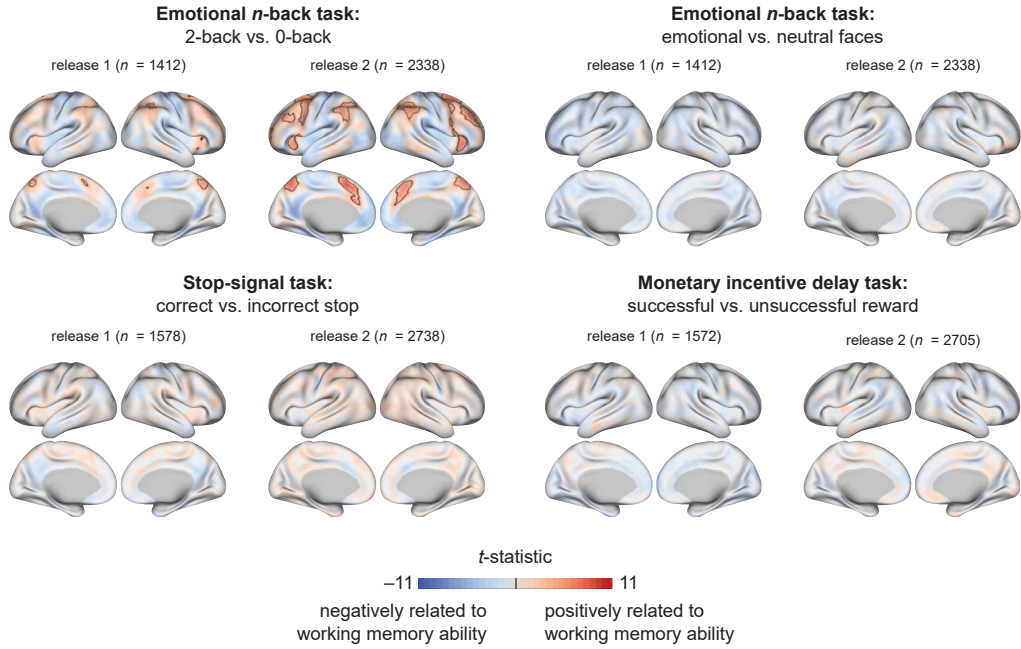 Emotional n-back task:
2-back vs. 0-back
release 1 (n = 1412)
release 2 (n = 2338)
Emotional n-back task:
emotional vs. neutral faces
release 1 (n = 1412)
release 2 (n = 2338)
Stop-signal task:
correct vs. incorrect stop
release 1 (n = 1578)
release 2 (n = 2738)
Monetary incentive delay task:
successful vs. unsuccessful reward
release 1 (n = 1572)
release 2 (n = 2705)
t-statistic
–11
11
negatively related to
working memory ability
positively related to
working memory ability